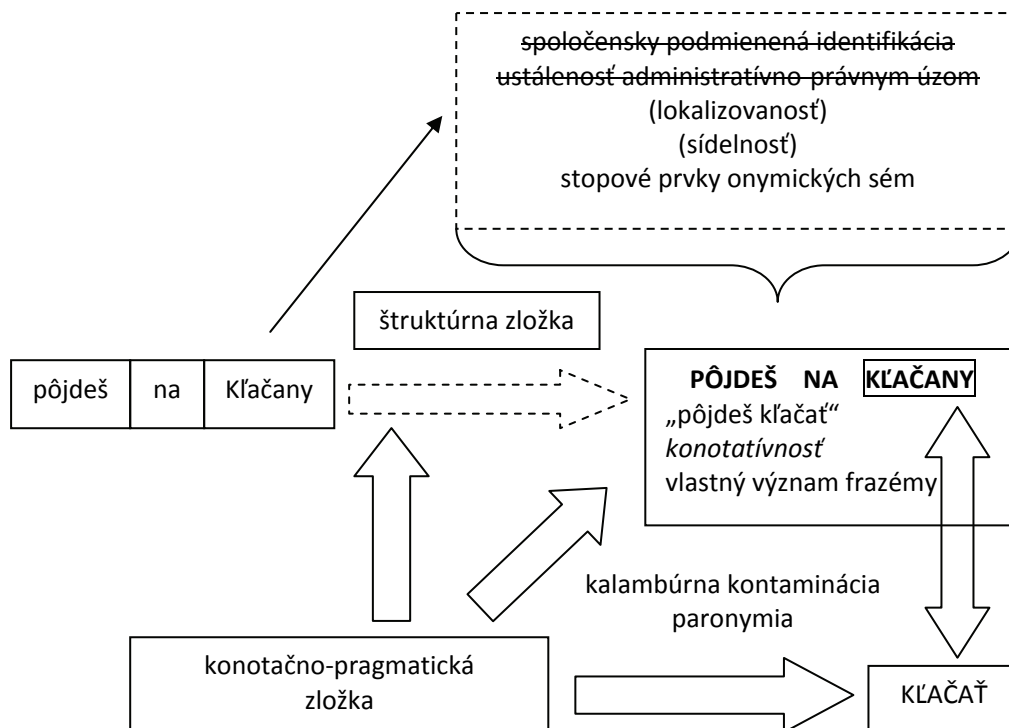 spoločensky podmienená identifikácia
ustálenosť administratívno-právnym úzom
(lokalizovanosť)
(sídelnosť)
stopové prvky onymických sém
štruktúrna zložka
pôjdeš na Kľačany
PÔJDEŠ NA KĽAČANY
„pôjdeš kľačať“
konotatívnosť
vlastný význam frazémy
kalambúrna kontaminácia
paronymia
konotačno-pragmatická
zložka
KĽAČAŤ